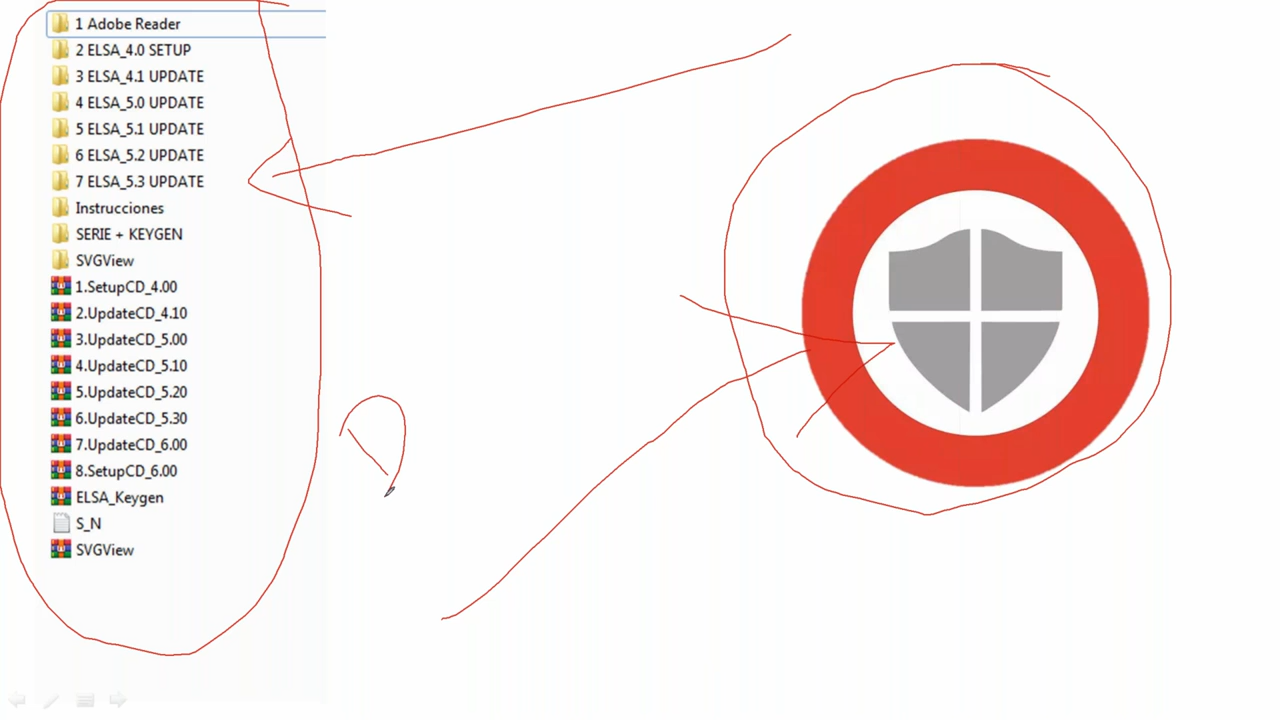 1 Adobe Reader
2 ELSA_4.0 SETUP
3 ELSA_4.1 UPDATE
4 ELSA_5.0 UPDATE
5 ELSA_5.1 UPDATE
6 ELSA_5.2 UPDATE
7 ELSA_5.3 UPDATE
Instrucciones
SERIE + KEYGEN
SVGView
1.SetupCD_4.00
2.UpdateCD_4.10
3.UpdateCD_5.00
4.UpdateCD_5.10
5.UpdateCD_5.20
6.UpdateCD_5.30
7.UpdateCD_6.00
8.SetupCD_6.00
ELSA_Keygen
S_N
SVGView